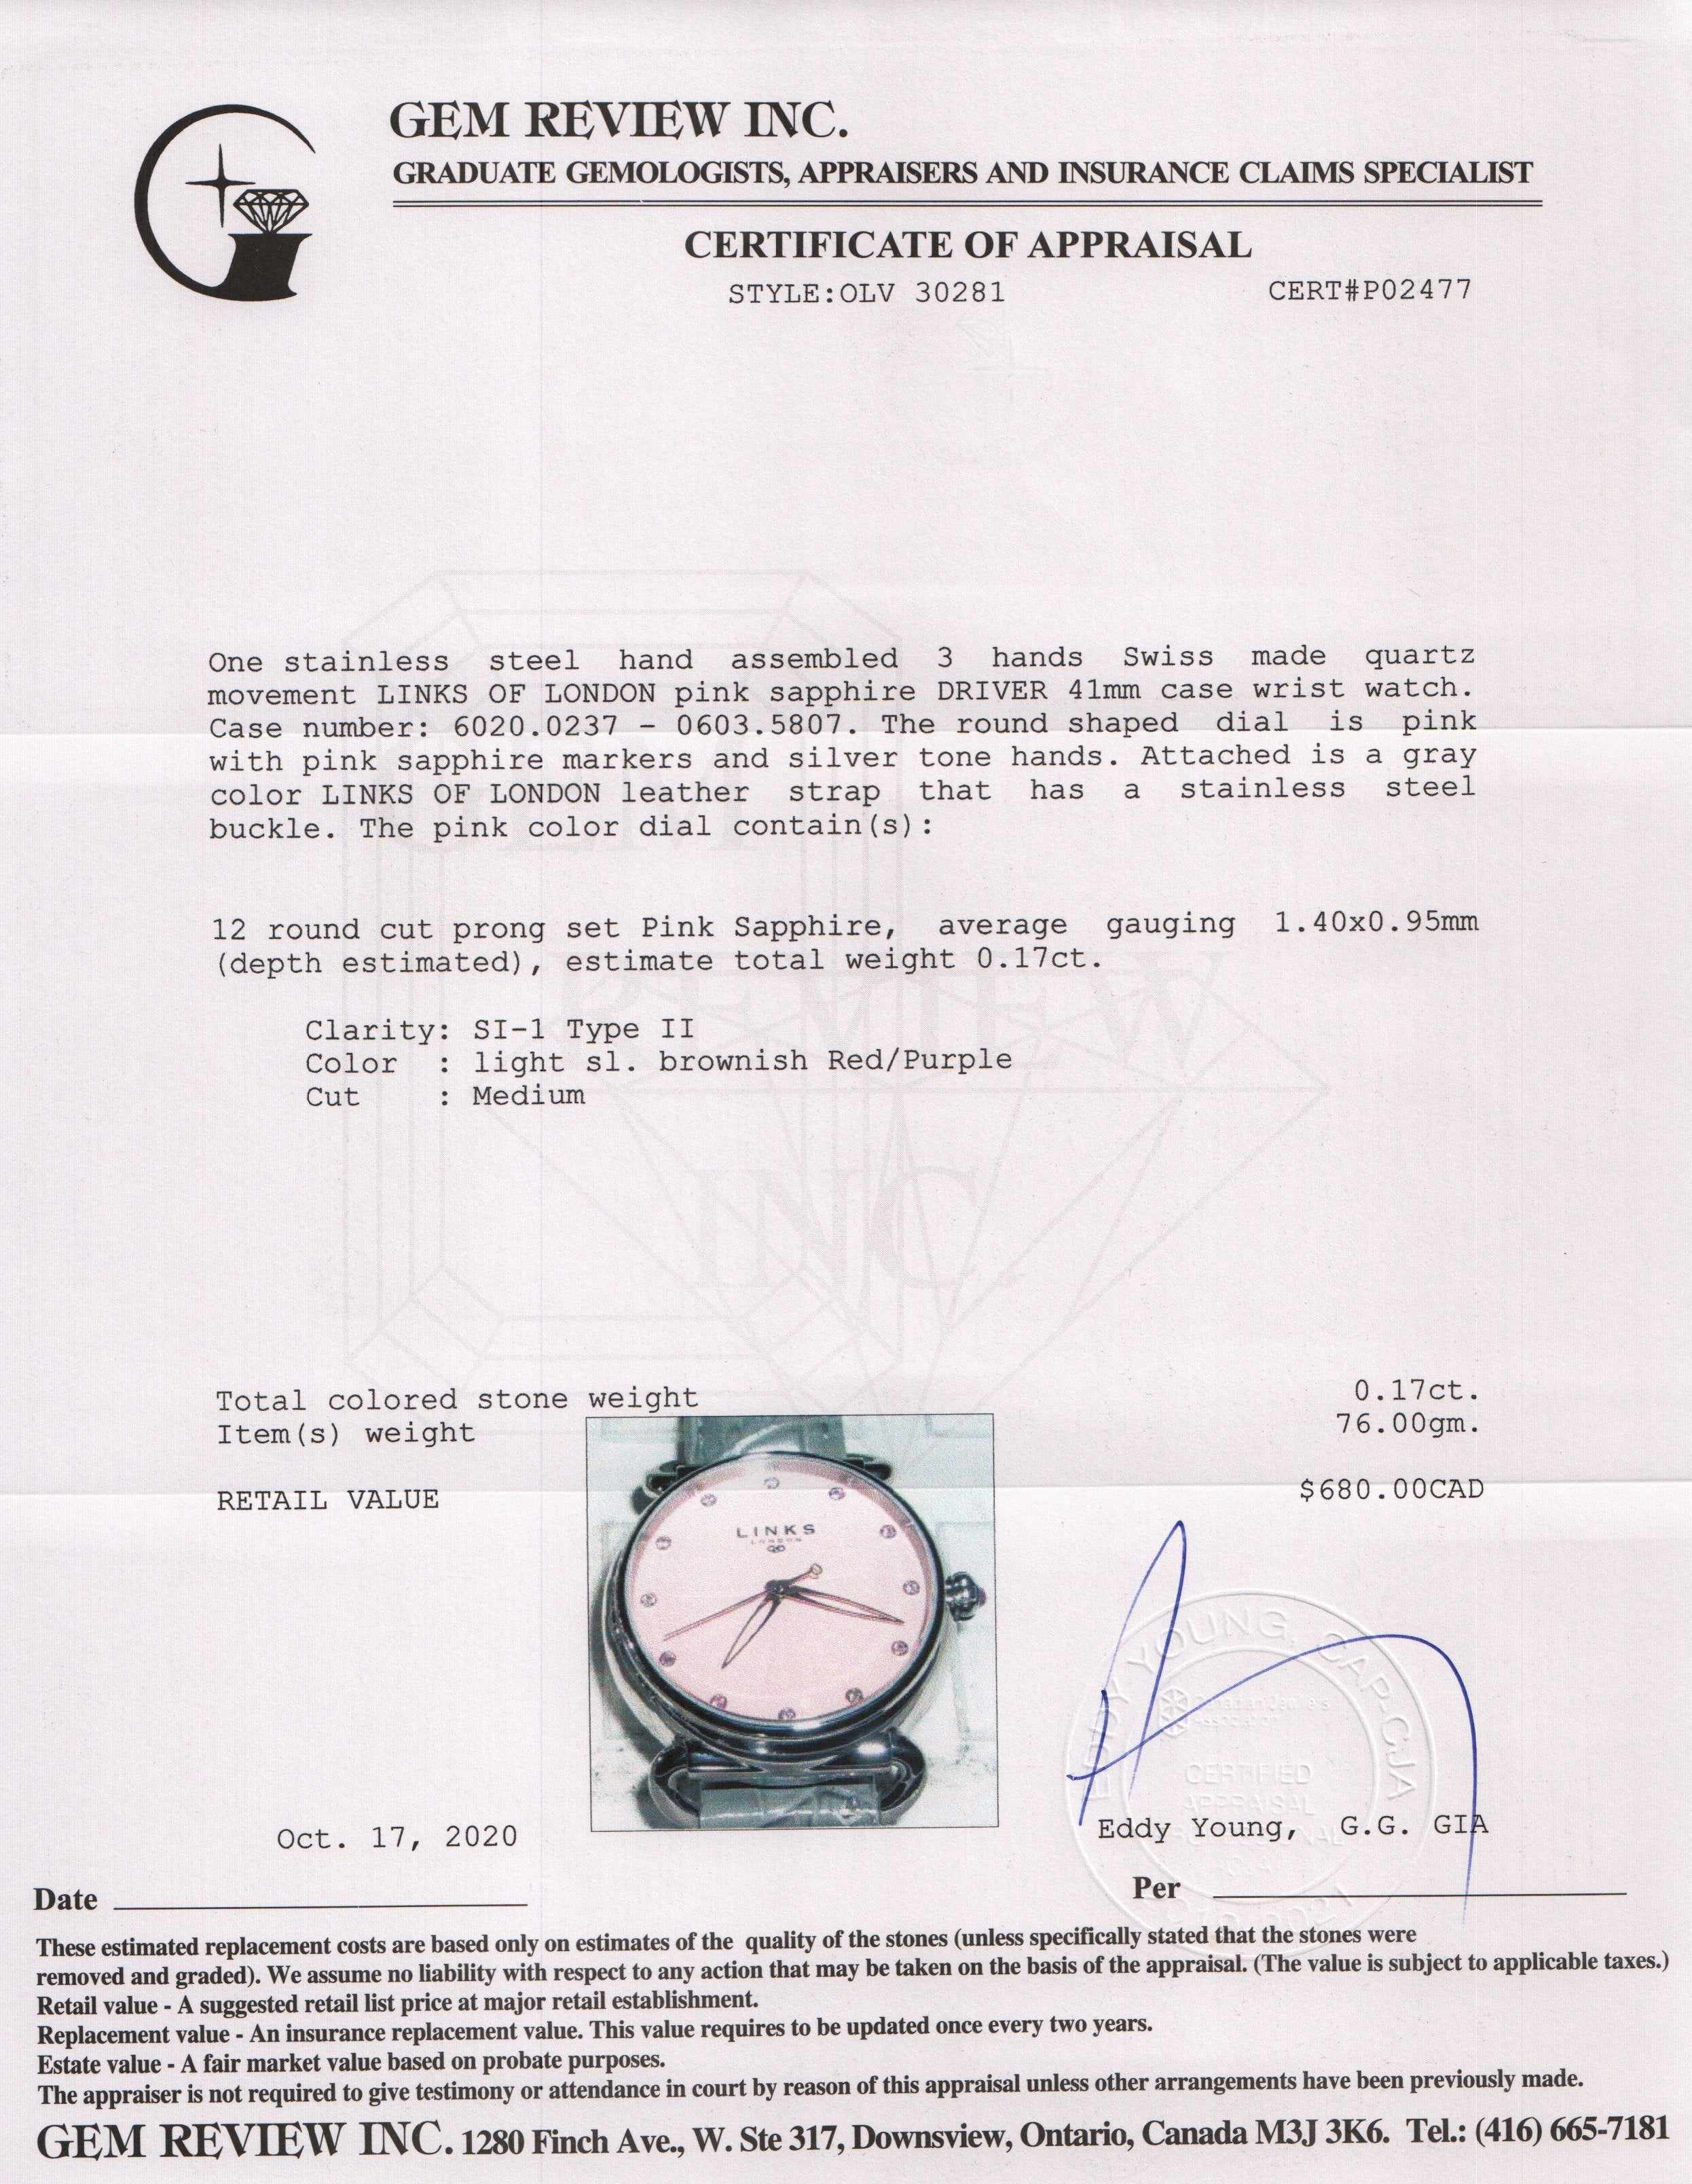 GEM REVIEW INC.
GRADUATE GEMOLOGISTS, APPRAISERS AND INSURANCE CLAIMS SPECIALIST
CERTIFICATE OF APPRAISAL
STYLE:OLV 30281 CERT#P02477
One stainless steel hand assembled 3 hands Swiss made quartz
movement LINKS OF LONDON pink sapphire DRIVER 41mm case wrist watch.
Case number: 6020.0237 - 0603.5807. The round shaped dial is pink
with pink sapphire markers and silver tone hands. Attached is a gray
color LINKS OF LONDON leather strap that has a stainless steel
buckle. The pink color dial contain(s):
GEM
12 round cut prong set Pink Sapphire, average gauging 1.40x0.95mm
(depth estimated), estimate total weight 0.17ct.
REVIEW
Clarity: SI-1 Type II
Color : light sl. brownish Red/Purple
Cut : Medium
INC.
Total colored stone weight 0.17ct.
Item(s) weight 76.00gm.
RETAIL VALUE $680.00CAD
LINKS
LONDON
EDDY YOUNG, CAP-CJA
Canadian Jewellers
Association
CERTIFIED
APPRAISAL
Oct. 17, 2020
Eddy Young, G.G. GIA
Date
Per
These estimated replacement costs are based only on estimates of the quality of the stones (unless specifically stated that the stones were
removed and graded). We assume no liability with respect to any action that may be taken on the basis of the appraisal. (The value is subject to applicable taxes.)
Retail value - A suggested retail list price at major retail establishment.
Replacement value - An insurance replacement value. This value requires to be updated once every two years.
Estate value - A fair market value based on probate purposes.
The appraiser is not required to give testimony or attendance in court by reason of this appraisal unless other arrangements have been previously made.
GEM REVIEW INC. 1280 Finch Ave., W. Ste 317, Downsview, Ontario, Canada M3J 3K6. Tel.: (416) 665-7181